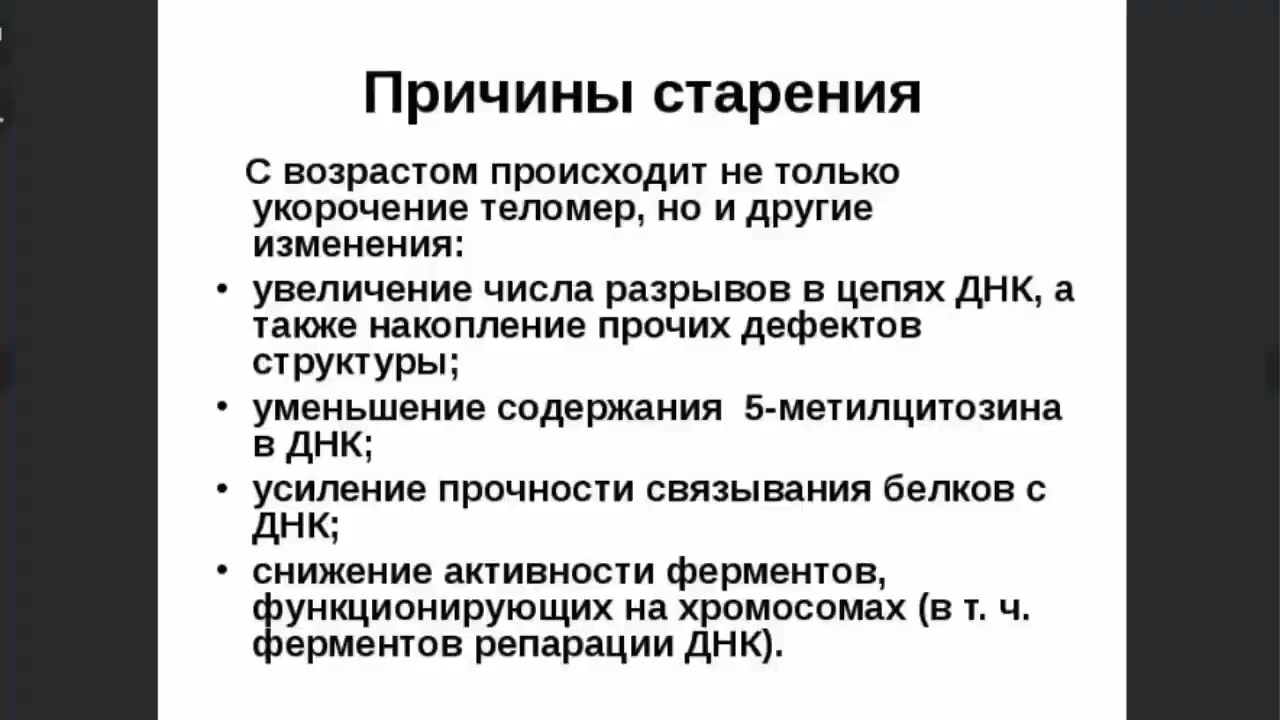 Причины старения
С возрастом происходит не только
укорочение теломер, но и другие
изменения:
• увеличение числа разрывов в цепях ДНК, а
также накопление прочих дефектов
структуры;
• уменьшение содержания 5-метилцитозина
в ДНК;
• усиление прочности связывания белков с
ДНК;
• снижение активности ферментов,
функционирующих на хромосомах (в т. ч.
ферментов репарации ДНК).